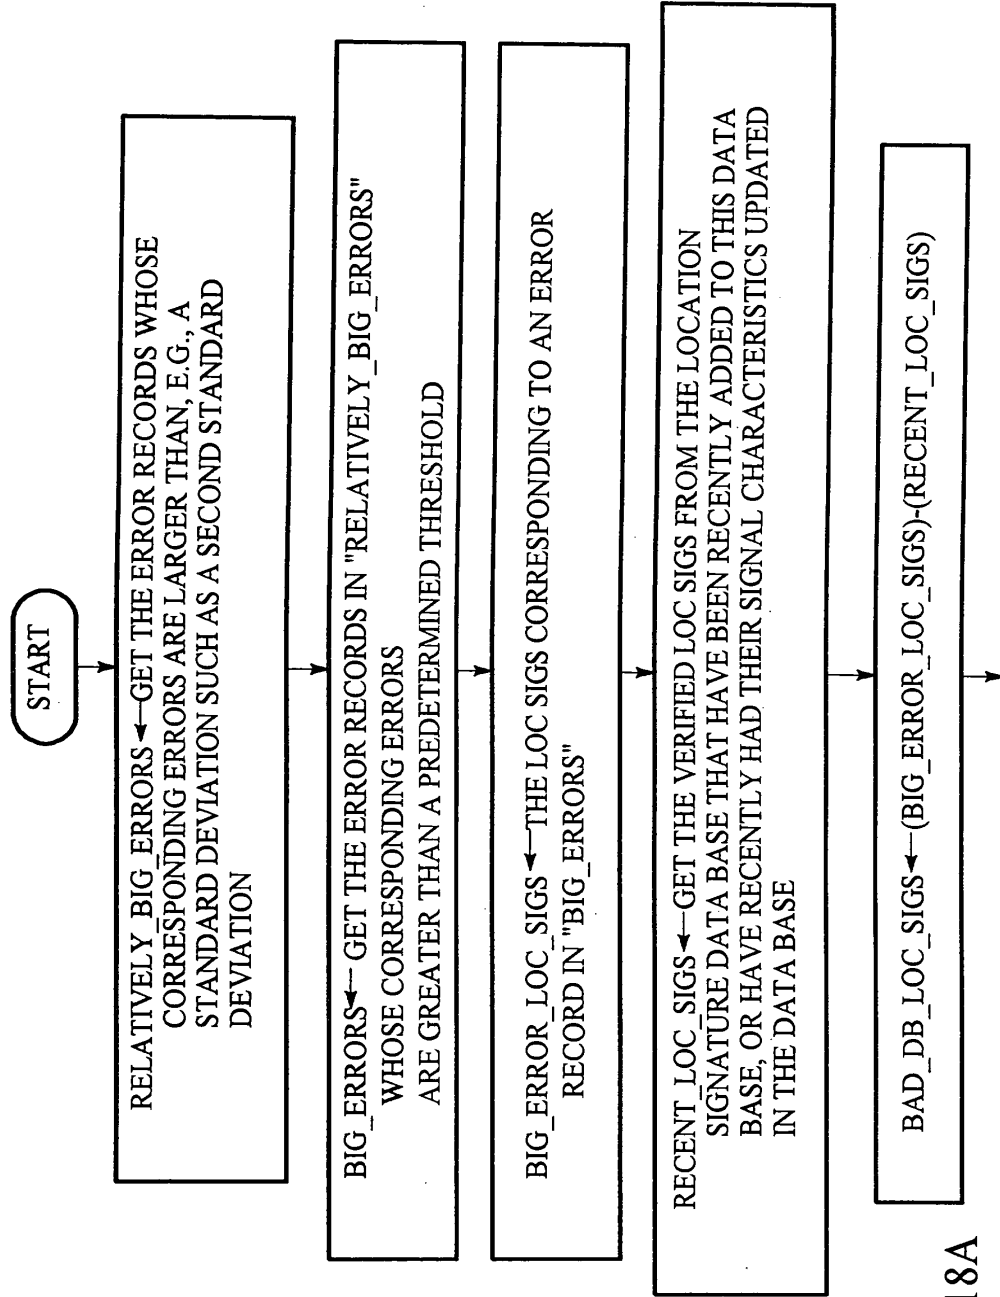 START
RELATIVELY_BIG_ERRORS ← GET THE ERROR RECORDS WHOSE
CORRESPONDING ERRORS ARE LARGER THAN, E.G., A
STANDARD DEVIATION SUCH AS A SECOND STANDARD
DEVIATION
BIG_ERRORS ← GET THE ERROR RECORDS IN "RELATIVELY_BIG_ERRORS"
WHOSE CORRESPONDING ERRORS
ARE GREATER THAN A PREDETERMINED THRESHOLD
BIG_ERROR_LOC_SIGS ← THE LOC SIGS CORRESPONDING TO AN ERROR
RECORD IN "BIG_ERRORS"
RECENT_LOC_SIGS ← GET THE VERIFIED LOC SIGS FROM THE LOCATION
SIGNATURE DATA BASE THAT HAVE BEEN RECENTLY ADDED TO THIS DATA
BASE, OR HAVE RECENTLY HAD THEIR SIGNAL CHARACTERISTICS UPDATED
IN THE DATA BASE
BAD_DB_LOC_SIGS ← (BIG_ERROR_LOC_SIGS)-(RECENT_LOC_SIGS)
18A